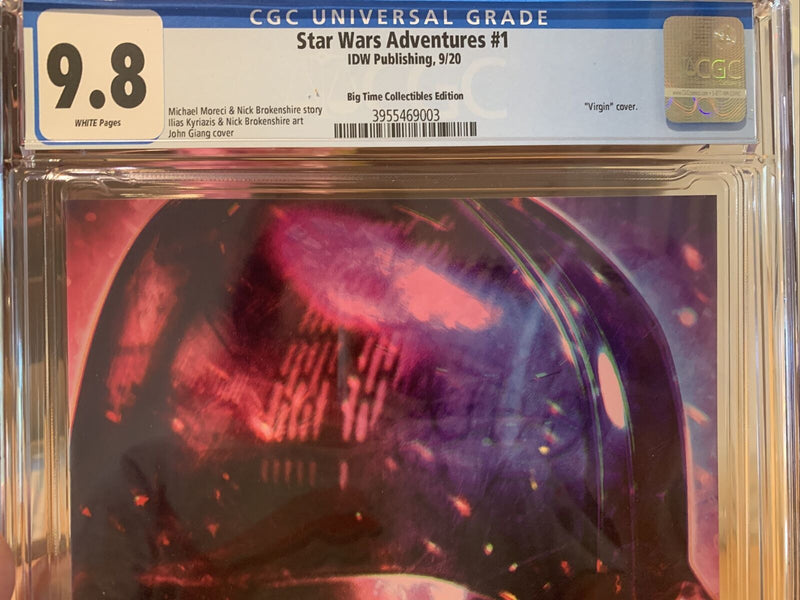 CGC UNIVERSAL GRADE
9.8
WHITE Pages
Star Wars Adventures #1
IDW Publishing, 9/20
Big Time Collectibles Edition
Michael Moreci & Nick Brokenshire story
Ilias Kyriazis & Nick Brokenshire art
John Giang cover
3955469003
"Virgin" cover.
CGC